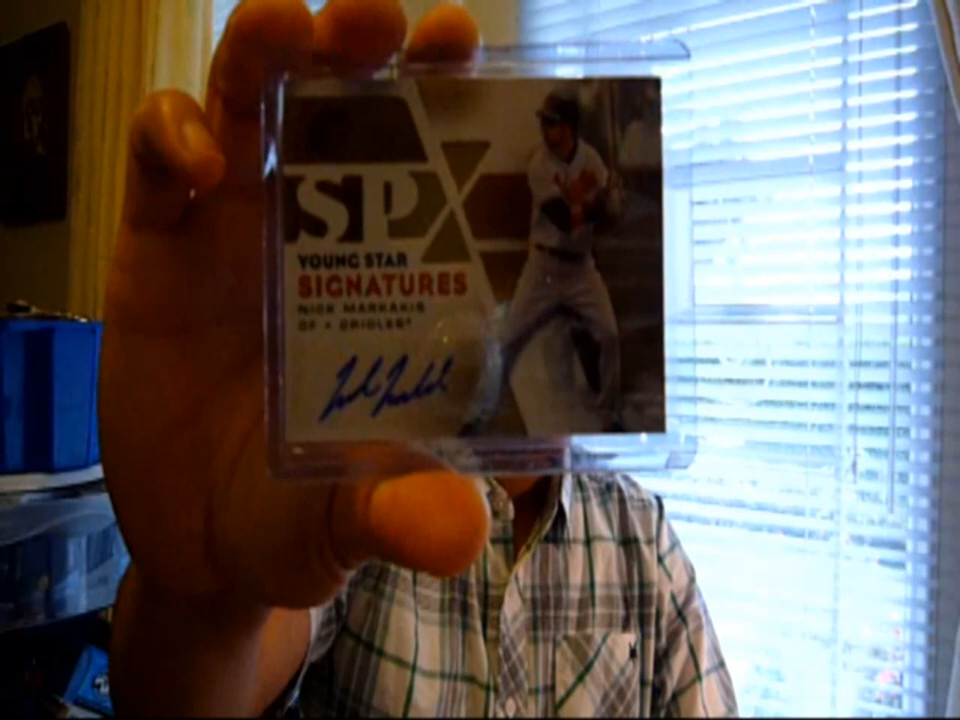 SPX
YOUNG STAR
SIGNATURES
NICK MARKAKIS
OF • ORIOLES